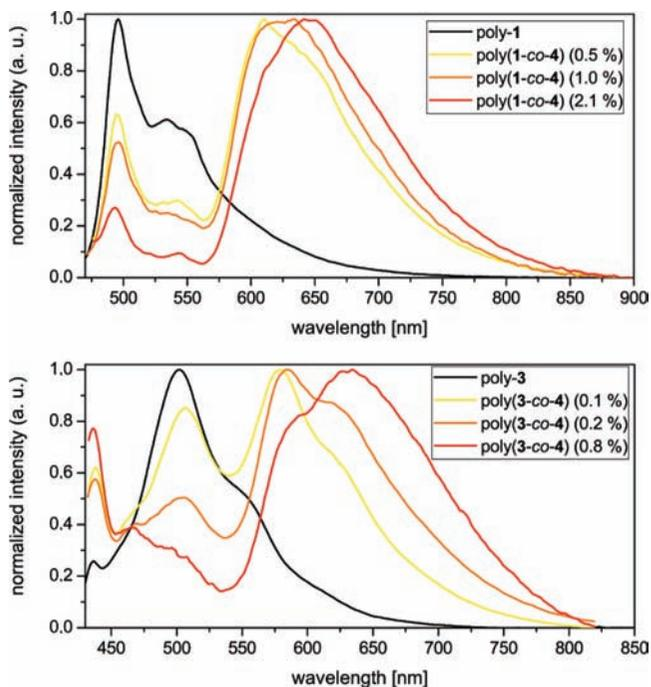 normalized intensity (a. u.)
1.0
0.8
0.6
0.4
0.2
0.0
poly-1
poly(1-co-4) (0.5 %)
poly(1-co-4) (1.0 %)
poly(1-co-4) (2.1 %)
500 550 600 650 700 750 800 850 900
wavelength [nm]
normalized intensity (a. u.)
1.0
0.8
0.6
0.4
0.2
0.0
poly-3
poly(3-co-4) (0.1 %)
poly(3-co-4) (0.2 %)
poly(3-co-4) (0.8 %)
450 500 550 600 650 700 750 800 850
wavelength [nm]